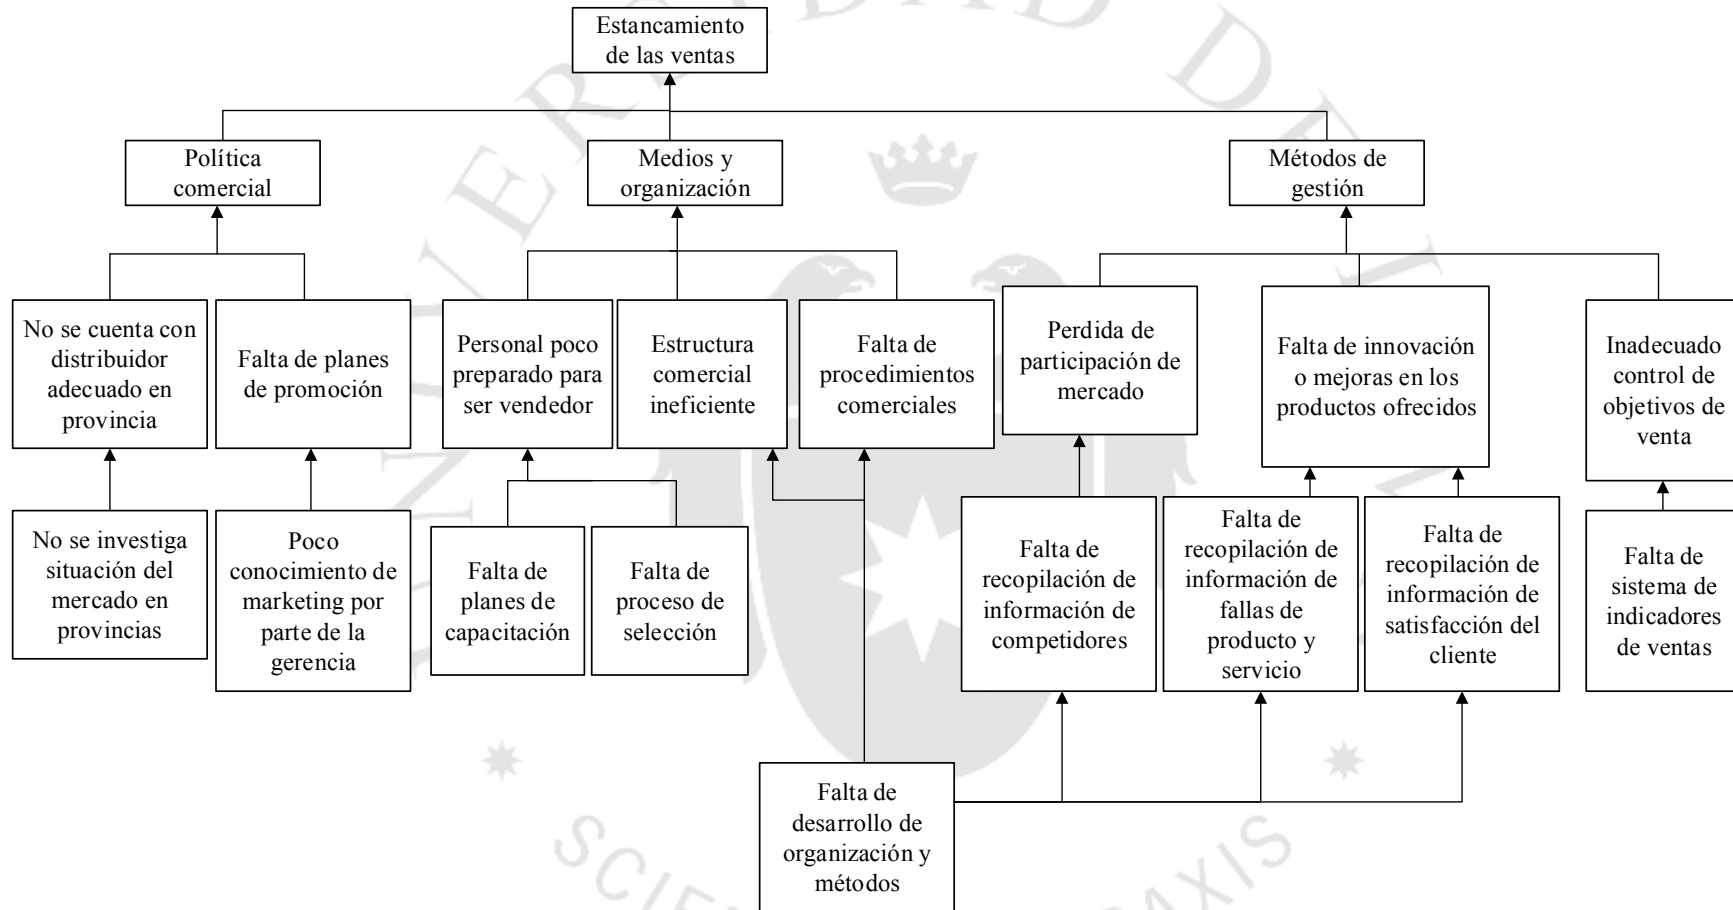 Estancamiento
de las ventas
Política
comercial
Medios y
organización
Métodos de
gestión
No se cuenta con
distribuidor
adecuado en
provincia
Falta de planes
de promoción
Personal poco
preparado para
ser vendedor
Estructura
comercial
ineficiente
Falta de
procedimientos
comerciales
Perdida de
participación de
mercado
Falta de innovación
o mejoras en los
productos ofrecidos
Inadecuado
control de
objetivos de
venta
No se investiga
situación del
mercado en
provincias
Poco
conocimiento de
marketing por
parte de la
gerencia
Falta de
planes de
capacitación
Falta de
proceso de
selección
Falta de
recopilación de
información de
competidores
Falta de
recopilación de
información de
fallas de
producto y
servicio
Falta de
recopilación de
información de
satisfacción del
cliente
Falta de
sistema de
indicadores
de ventas
Falta de
desarrollo de
organización y
métodos